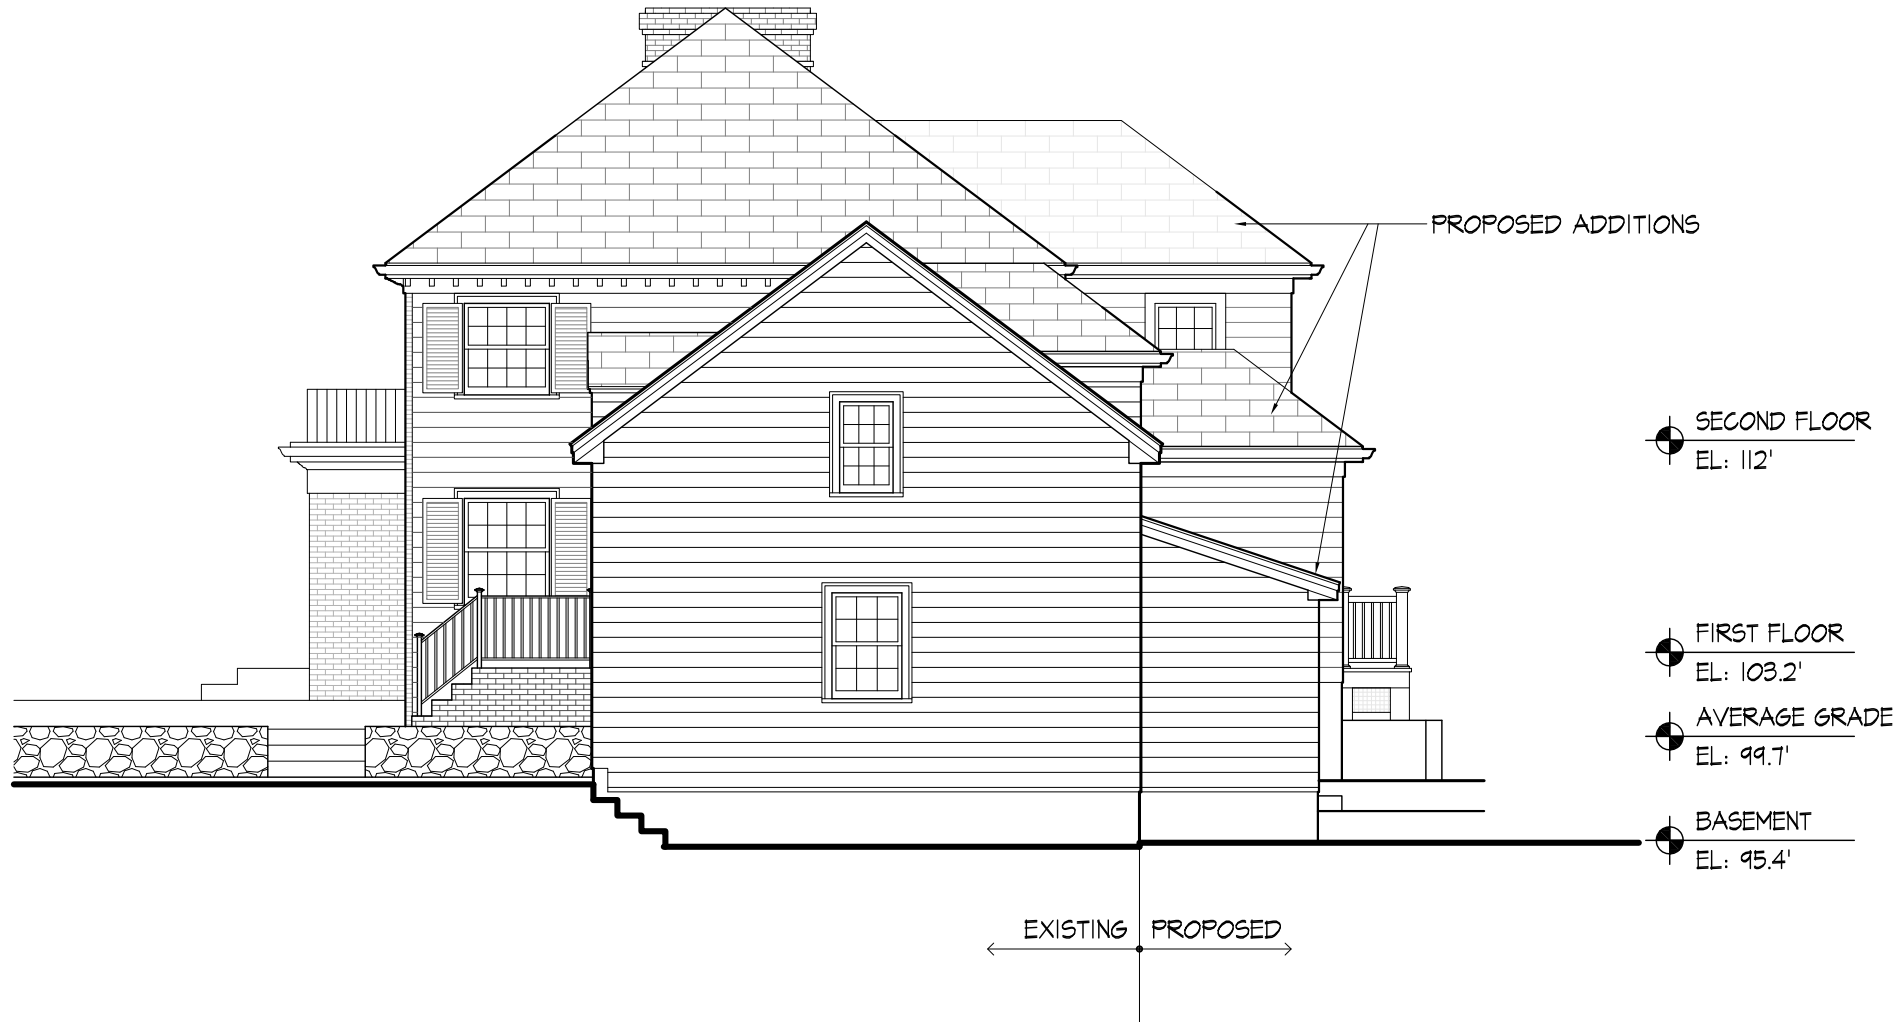 PROPOSED ADDITIONS
SECOND FLOOR
EL: 112'
FIRST FLOOR
EL: 103.2'
AVERAGE GRADE
EL: 99.7'
BASEMENT
EL: 95.4'
EXISTING PROPOSED